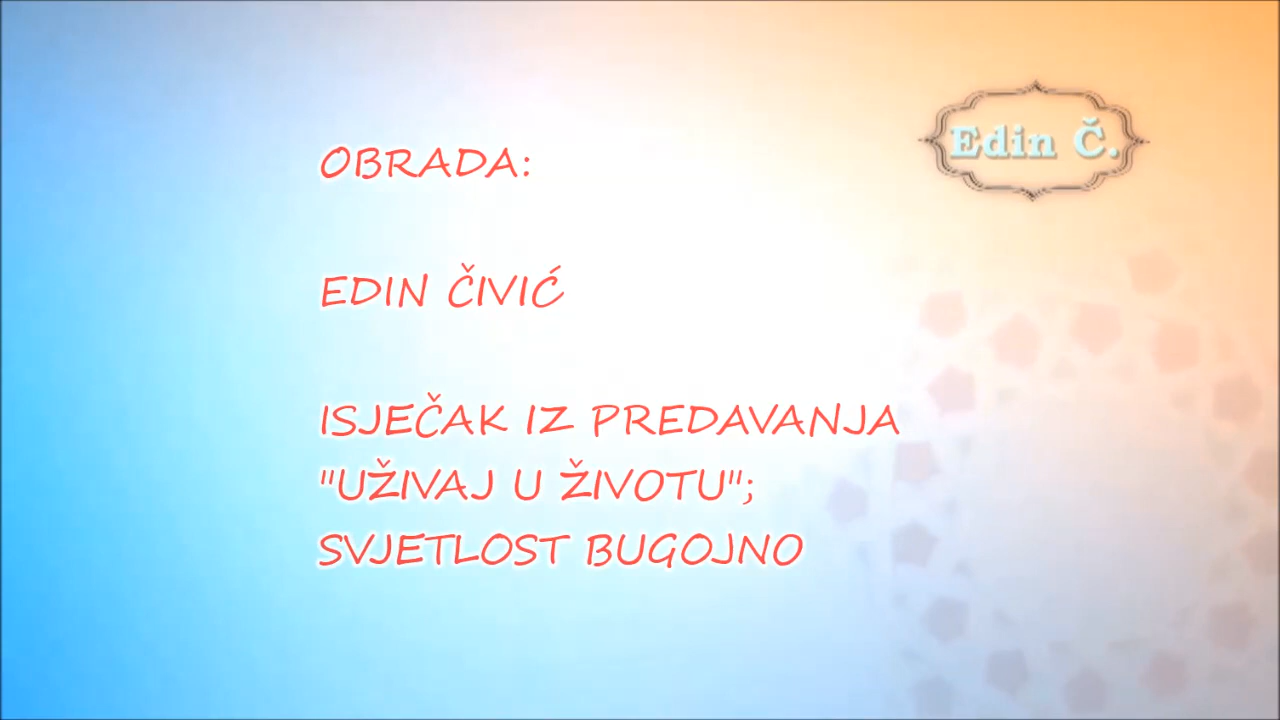 Edin Č.
OBRADA:
EDIN ČIVIĆ
ISJEČAK IZ PREDAVANJA
"UŽIVAJ U ŽIVOTU";
SVJETLOST BUGOJNO